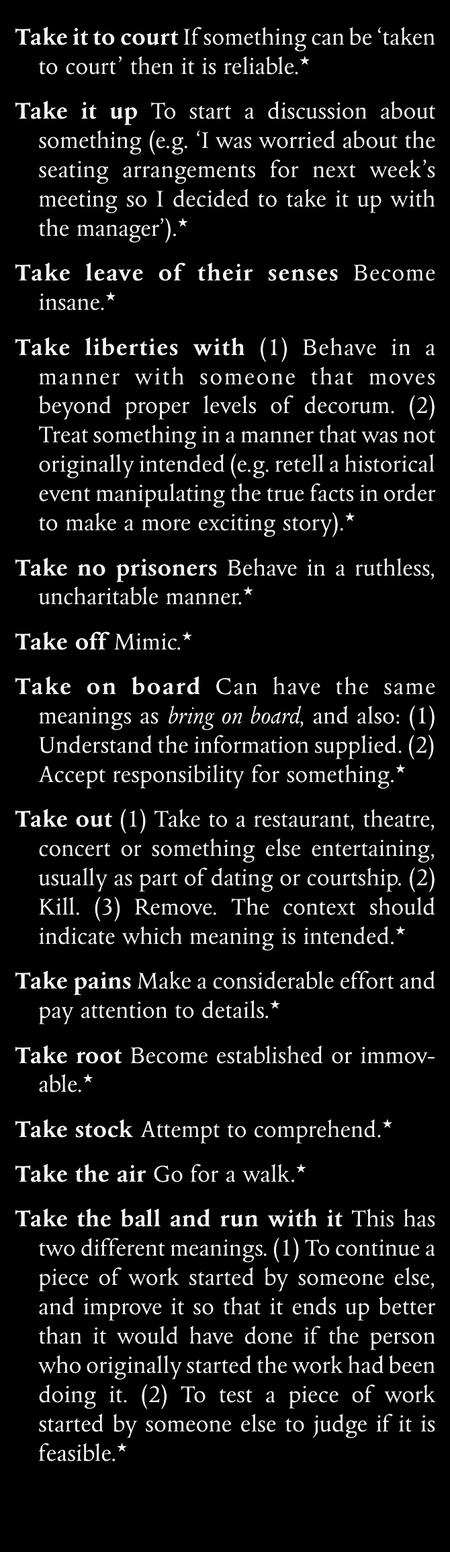 Take it to court If something can be ‘taken
to court’ then it is reliable.★
Take it up To start a discussion about
something (e.g. ‘I was worried about the
seating arrangements for next week’s
meeting so I decided to take it up with
the manager’).★
Take leave of their senses Become
insane.★
Take liberties with (1) Behave in a
manner with someone that moves
beyond proper levels of decorum. (2)
Treat something in a manner that was not
originally intended (e.g. retell a historical
event manipulating the true facts in order
to make a more exciting story).★
Take no prisoners Behave in a ruthless,
uncharitable manner.★
Take off Mimic.★
Take on board Can have the same
meanings as bring on board, and also: (1)
Understand the information supplied. (2)
Accept responsibility for something.★
Take out (1) Take to a restaurant, theatre,
concert or something else entertaining,
usually as part of dating or courtship. (2)
Kill. (3) Remove. The context should
indicate which meaning is intended.★
Take pains Make a considerable effort and
pay attention to details.★
Take root Become established or immov-
able.★
Take stock Attempt to comprehend.★
Take the air Go for a walk.★
Take the ball and run with it This has
two different meanings. (1) To continue a
piece of work started by someone else,
and improve it so that it ends up better
than it would have done if the person
who originally started the work had been
doing it. (2) To test a piece of work
started by someone else to judge if it is
feasible.★